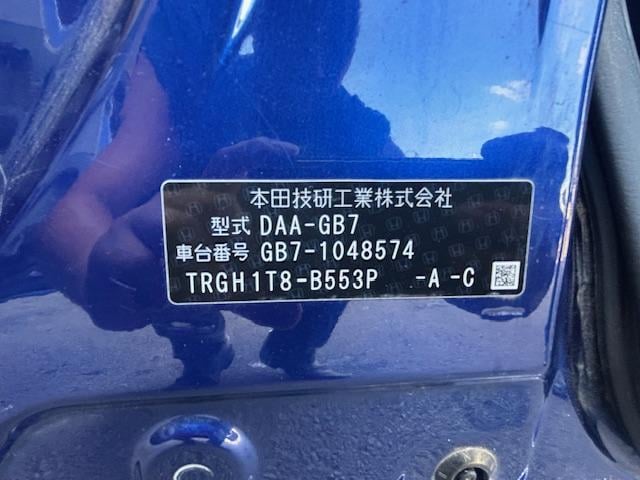 本田技研工業株式会社
型式 DAA-GB7
車台番号 GB7-1048574
TRGH1T8-B553P -A -C